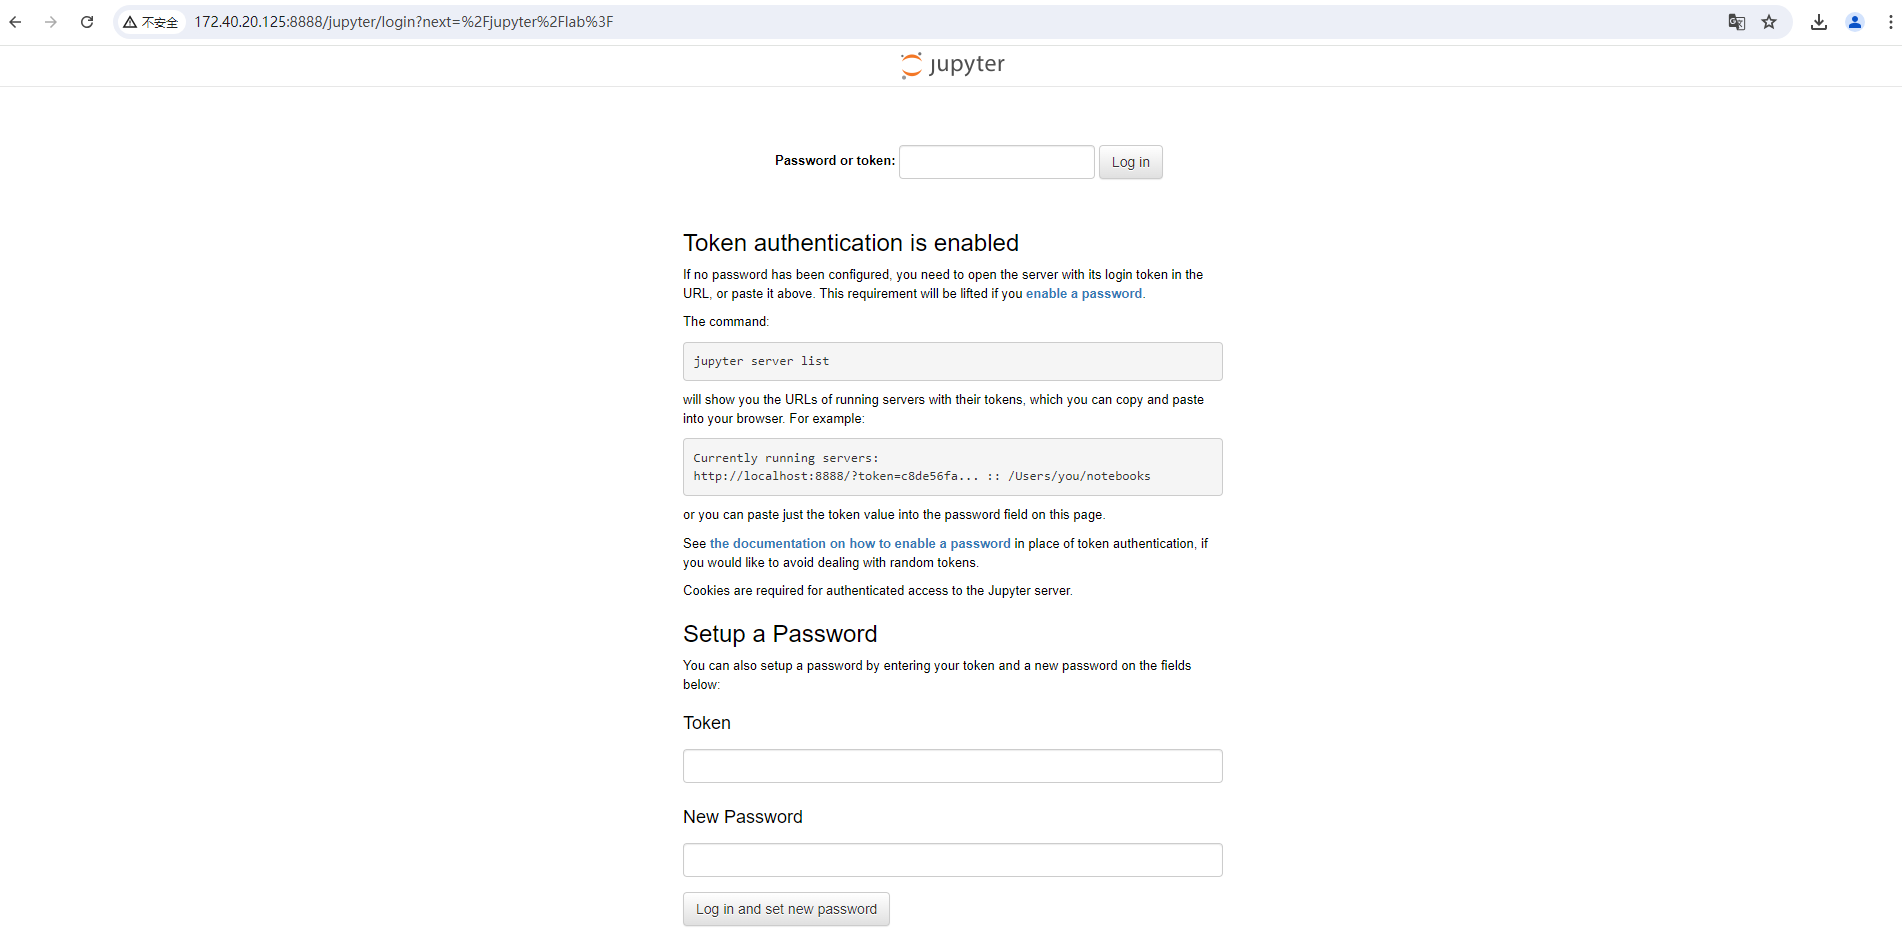 不安全 172.40.20.125:8888/jupyter/login?next=%2Fjupyter%2Flab%3F
jupyter
Password or token: Log in
Token authentication is enabled
If no password has been configured, you need to open the server with its login token in the
URL, or paste it above. This requirement will be lifted if you enable a password.
The command:
jupyter server list
will show you the URLs of running servers with their tokens, which you can copy and paste
into your browser. For example:
Currently running servers:
http://localhost:8888/?token=c8de56fa... :: /Users/you/notebooks
or you can paste just the token value into the password field on this page.
See the documentation on how to enable a password in place of token authentication, if
you would like to avoid dealing with random tokens.
Cookies are required for authenticated access to the Jupyter server.
Setup a Password
You can also setup a password by entering your token and a new password on the fields
below:
Token
New Password
Log in and set new password